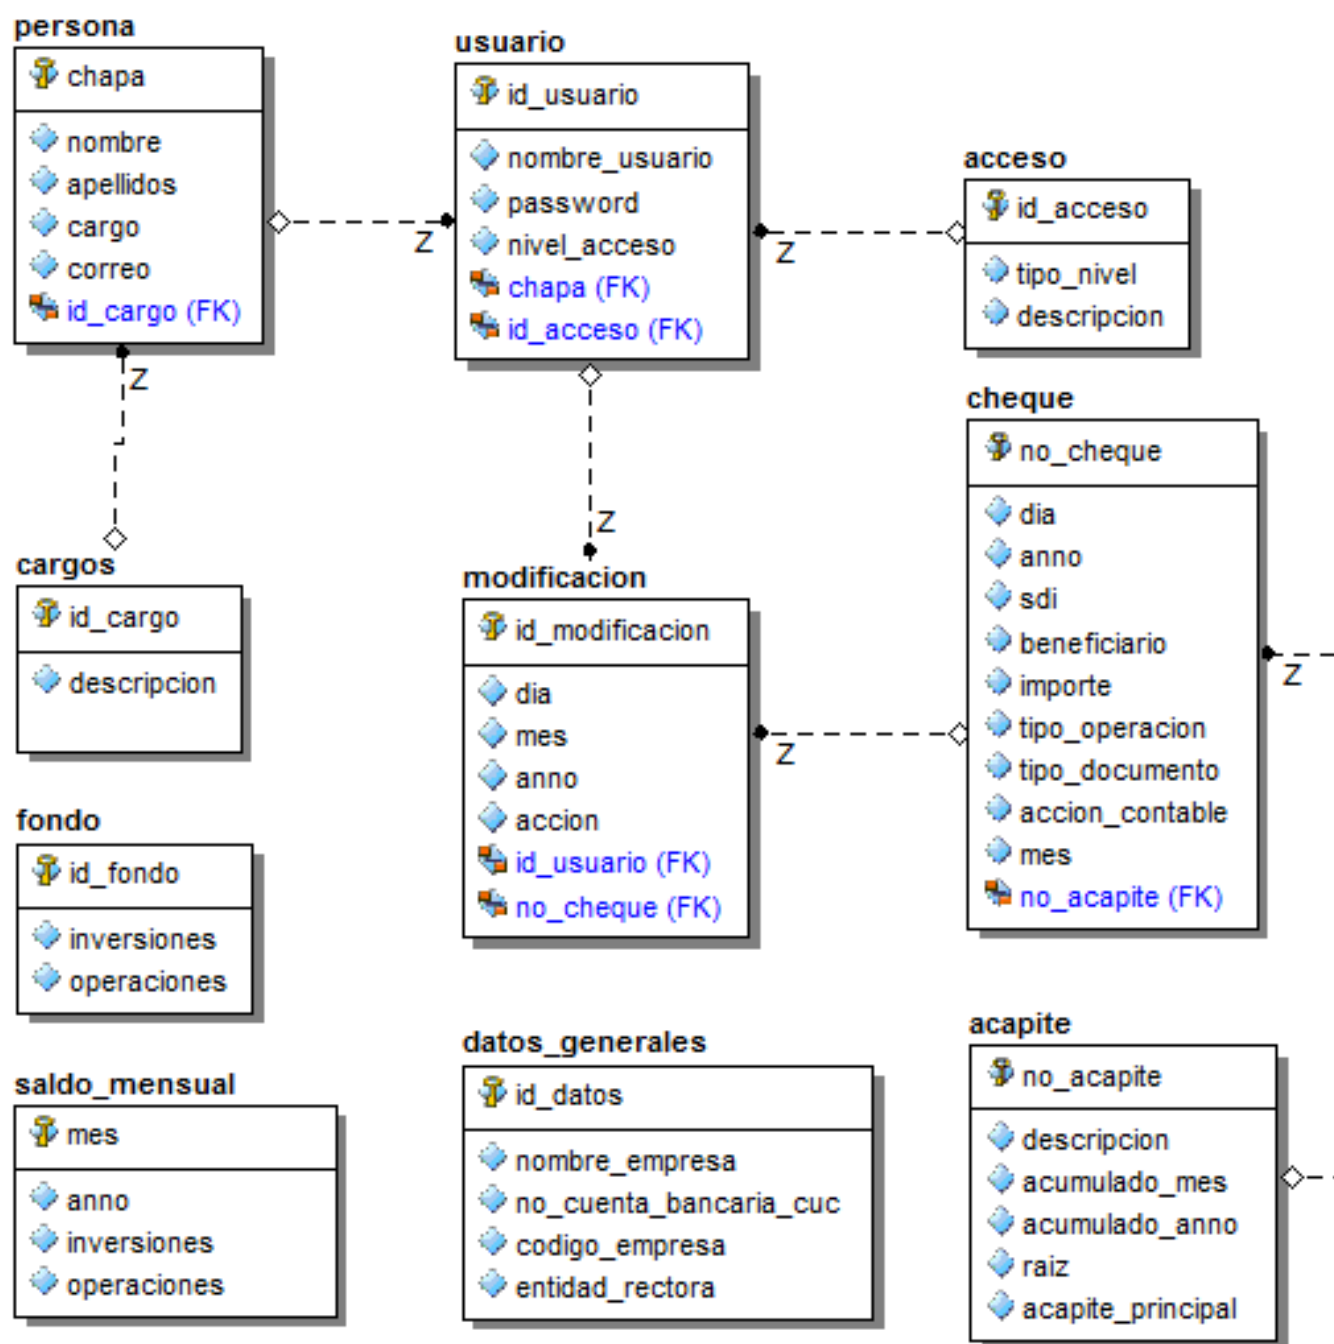 persona
chapa
nombre
apellidos
cargo
correo
id_cargo (FK)
Z
usuario
id_usuario
nombre_usuario
password
nivel_acceso
chapa (FK)
id_acceso (FK)
Z
Z
acceso
id_acceso
tipo_nivel
descripcion
Z
cargos
id_cargo
descripcion
modificacion
id_modificacion
dia
mes
anno
accion
id_usuario (FK)
no_cheque (FK)
Z
cheque
no_cheque
dia
anno
sdi
beneficiario
importe
tipo_operacion
tipo_documento
accion_contable
mes
no_acapite (FK)
Z
fondo
id_fondo
inversiones
operaciones
saldo_mensual
mes
anno
inversiones
operaciones
datos_generales
id_datos
nombre_empresa
no_cuenta_bancaria_cuc
codigo_empresa
entidad_rectora
acapite
no_acapite
descripcion
acumulado_mes
acumulado_anno
raiz
acapite_principal